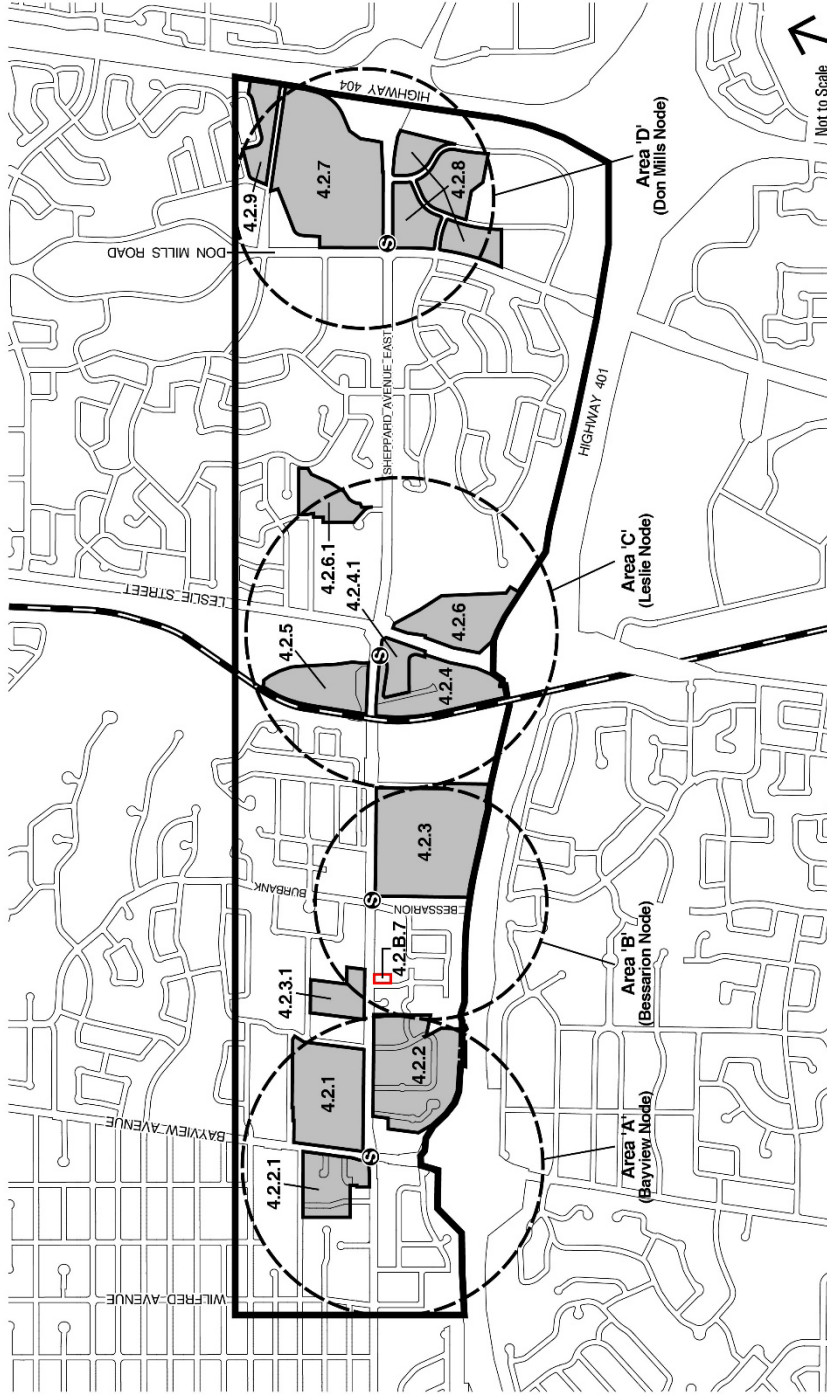 HIGHWAY 404
Not to Scale
4.2.9
4.2.7
4.2.8
S
Area 'D'
(Don Mills Node)
DON MILLS ROAD
SHEPPARD AVENUE EAST
HIGHWAY 401
4.2.6.1
LESLIE STREET
4.2.4.1
4.2.5
S
4.2.6
4.2.4
Area 'C'
(Leslie Node)
4.2.3
BURBANK
S
BESSARION
4.2.B.7
4.2.3.1
Area 'B'
(Bessarion Node)
4.2.1
4.2.2
BAYVIEW AVENUE
S
4.2.2.1
Area 'A'
(Bayview Node)
WILFRED AVENUE